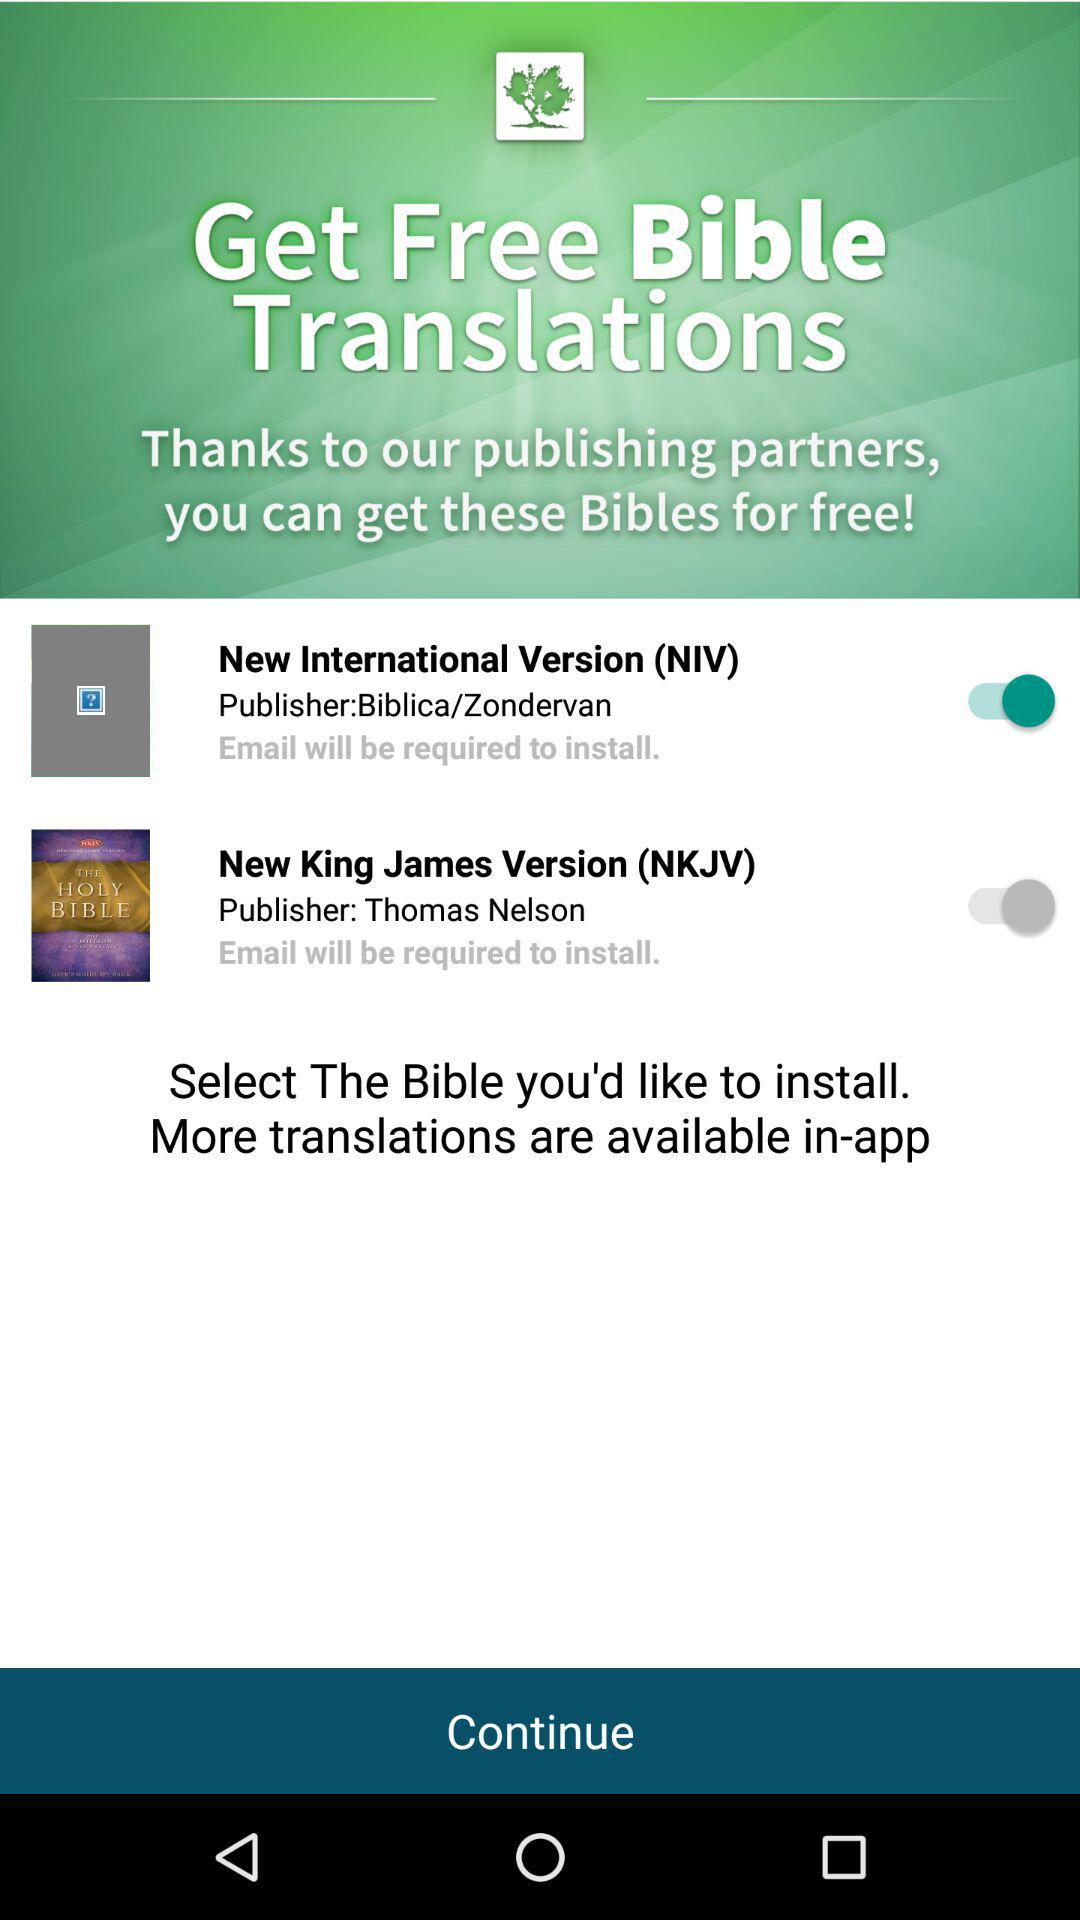 Get Free Bible
Translations
Thanks to our publishing partners,
you can get these Bibles for free!
?
New International Version (NIV)
Publisher:Biblica/Zondervan
Email will be required to install.
NKJV
THE
HOLY
BIBLE
New King James Version (NKJV)
Publisher: Thomas Nelson
Email will be required to install.
Select The Bible you'd like to install.
More translations are available in-app
Continue